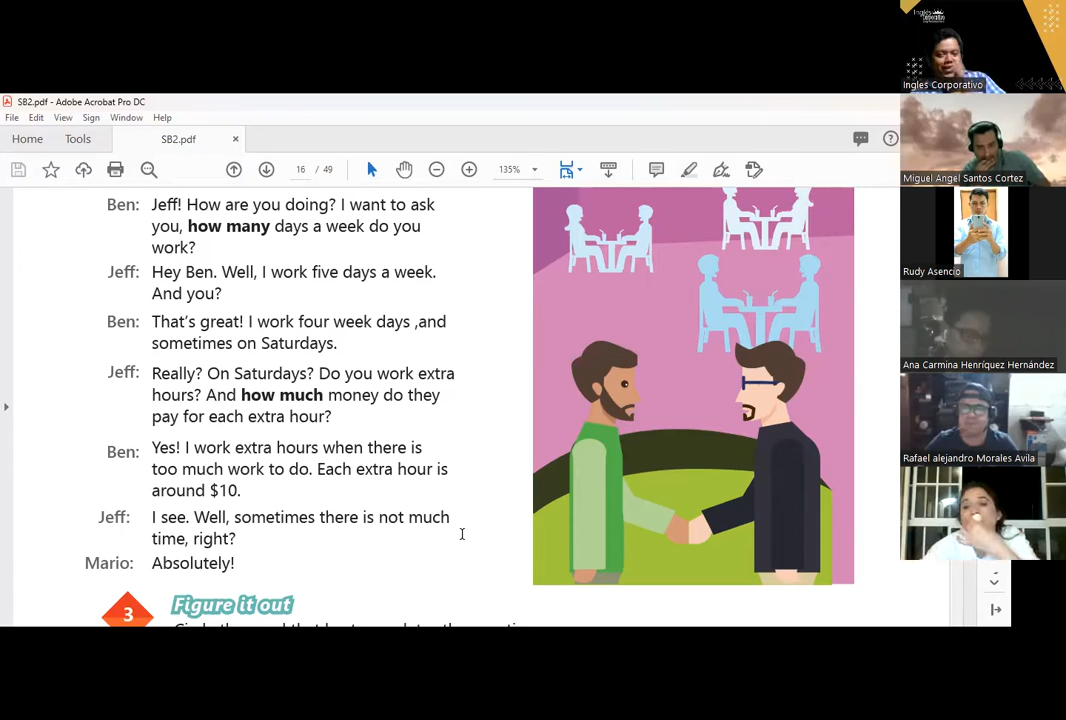 Inglés
Corporativo
Ingles Corporativo
SB2.pdf - Adobe Acrobat Pro DC
File Edit View Sign Window Help
Home Tools SB2.pdf ×
16 / 49 135%
Miguel Angel Santos Cortez
Rudy Asencio
Ana Carmina Henríquez Hernández
Rafael alejandro Morales Avila
Ben: Jeff! How are you doing? I want to ask
you, how many days a week do you
work?
Jeff: Hey Ben. Well, I work five days a week.
And you?
Ben: That's great! I work four week days ,and
sometimes on Saturdays.
Jeff: Really? On Saturdays? Do you work extra
hours? And how much money do they
pay for each extra hour?
Ben: Yes! I work extra hours when there is
too much work to do. Each extra hour is
around $10.
Jeff: I see. Well, sometimes there is not much
time, right?
Mario: Absolutely!
3 Figure it out